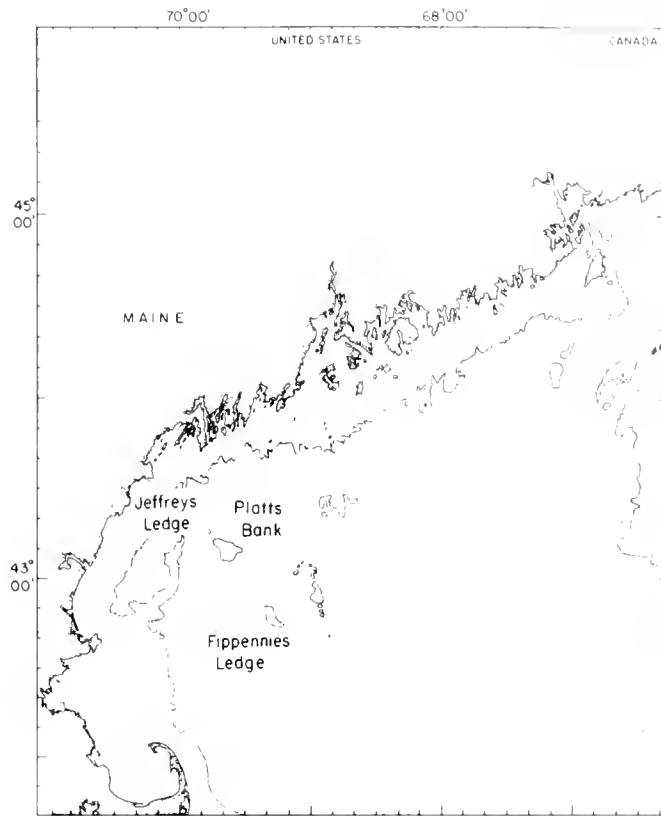 70°00'
68°00'
UNITED STATES
CANADA
45°
00'
MAINE
Jeffreys
Ledge
Platts
Bank
43°
00'
Fippennies
Ledge